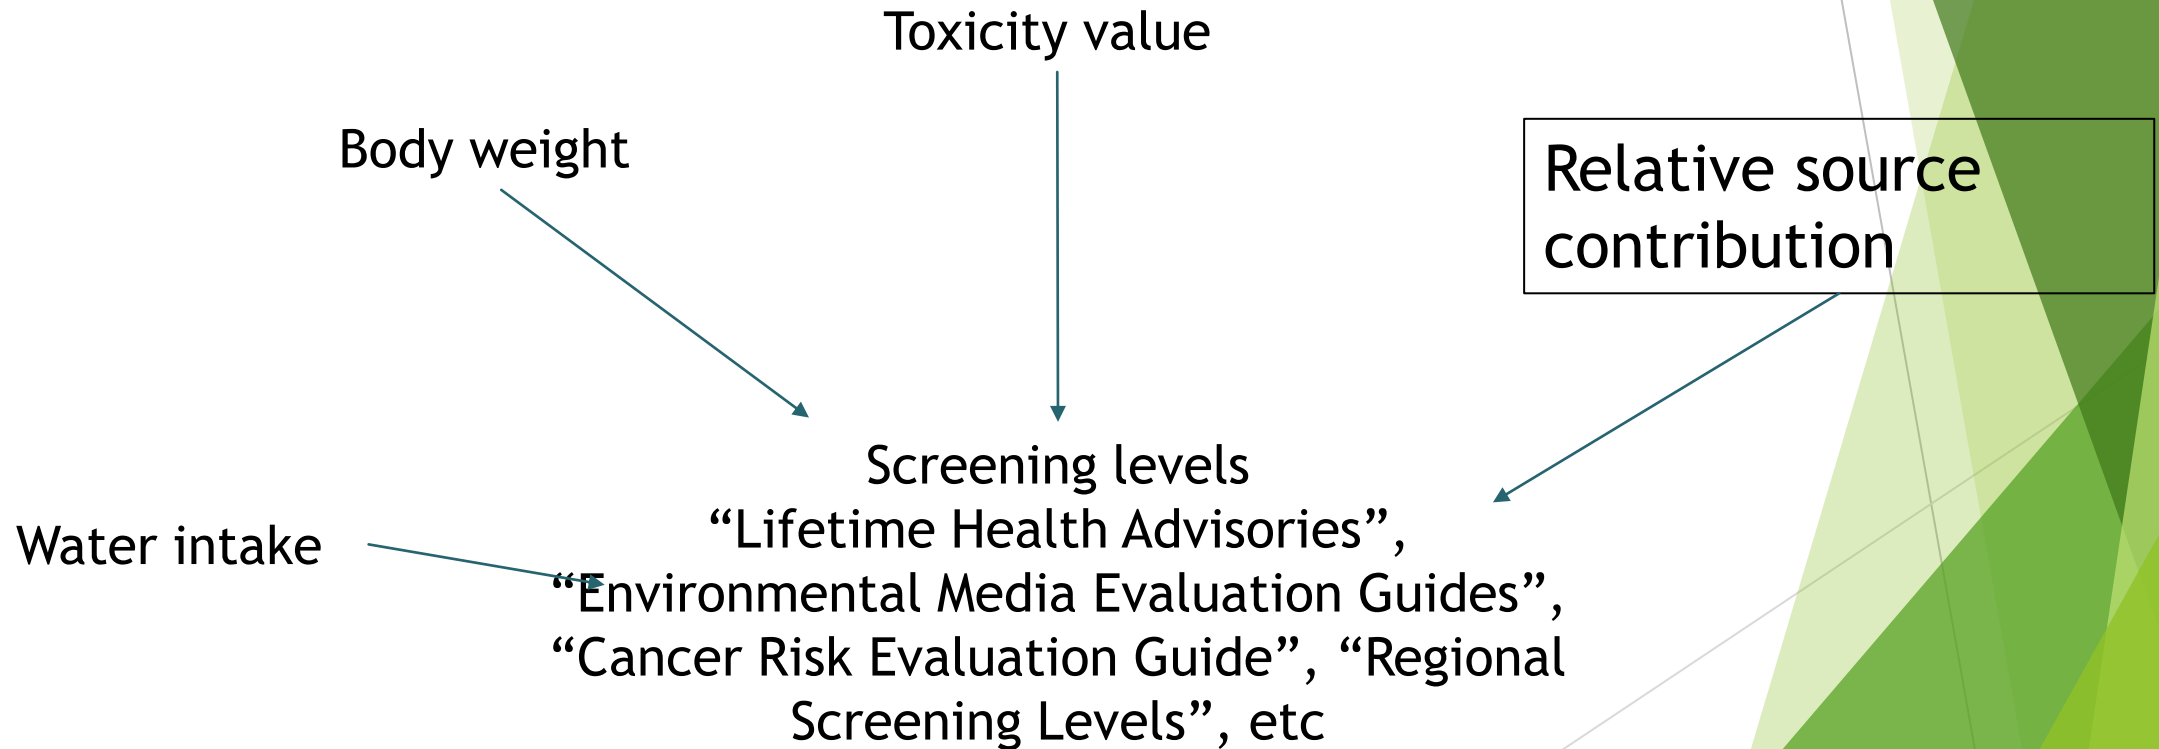 Toxicity value
Body weight
Relative source
contribution
Water intake
Screening levels
“Lifetime Health Advisories”,
“Environmental Media Evaluation Guides”,
“Cancer Risk Evaluation Guide”, “Regional
Screening Levels”, etc